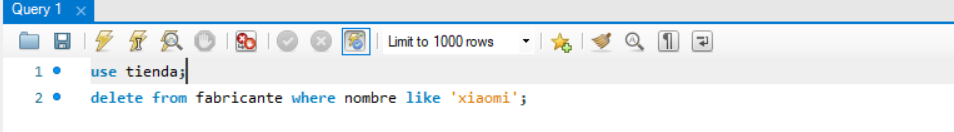 Query 1
Limit to 1000 rows
1 use tienda;
2 delete from fabricante where nombre like 'xiaomi';